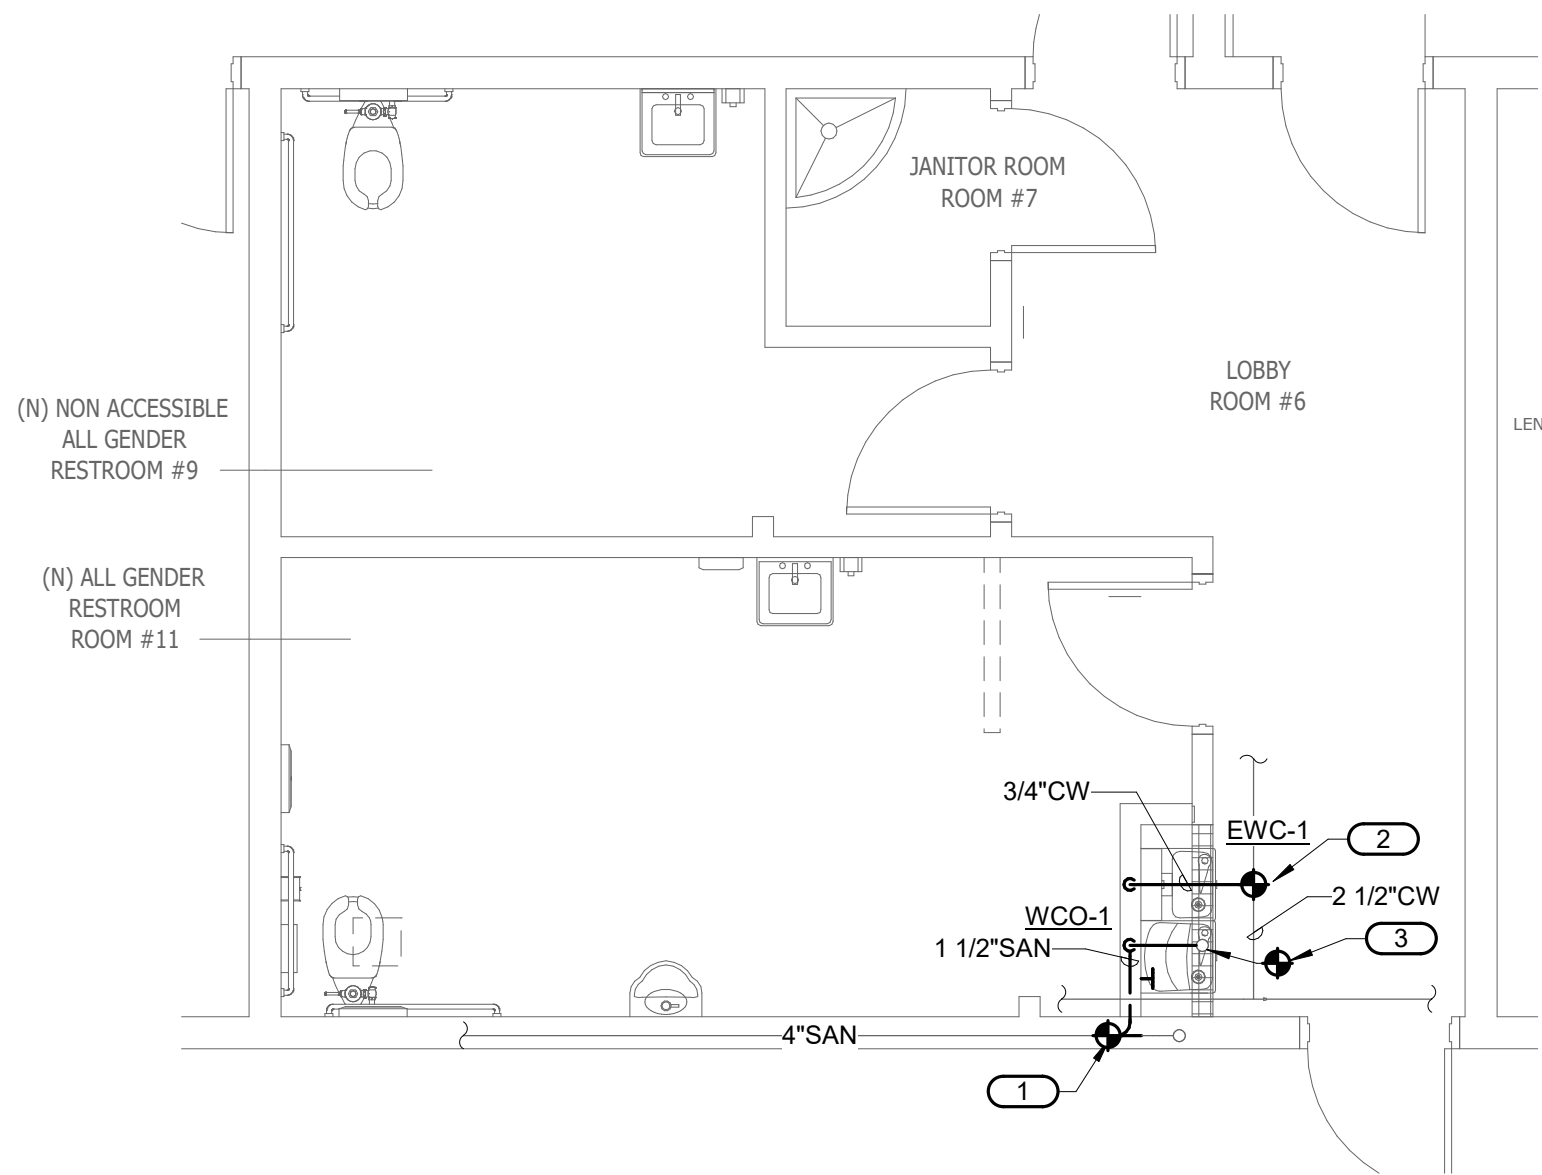 JANITOR ROOM
ROOM #7
LOBBY
ROOM #6
(N) NON ACCESSIBLE
ALL GENDER
RESTROOM #9
LEN
(N) ALL GENDER
RESTROOM
ROOM #11
3/4"CW
EWC-1
2
2 1/2"CW
WCO-1
1 1/2"SAN
3
4"SAN
1